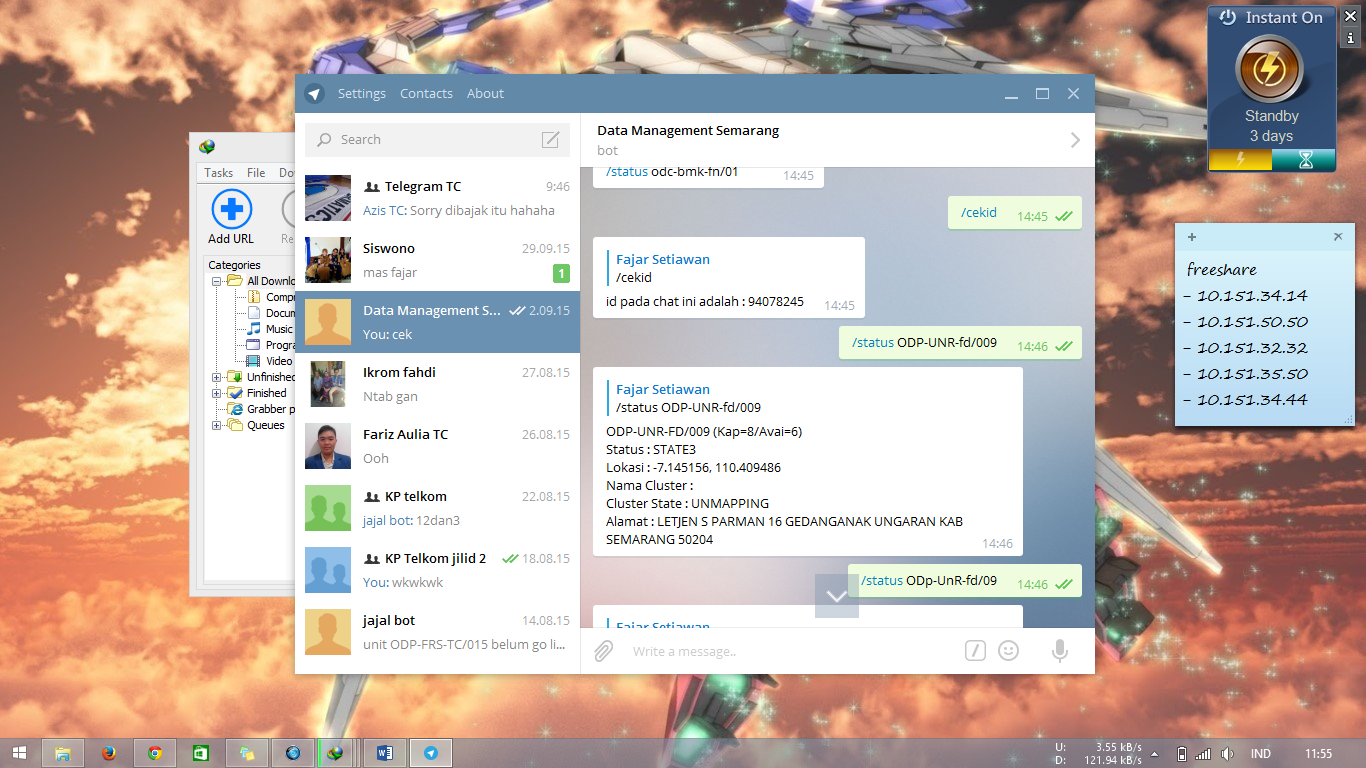 Instant On
Standby
3 days
Settings
Contacts
About
Tasks
File
Add URL
Categories
All Downlo
Music
Video
Unfinished
Finished
Grabber p
Queues
Search
Telegram TC
9:46
Azis TC: Sorry dibajak itu hahaha
Siswono
29.09.15
mas fajar
1
Data Management S...
2.09.15
You: cek
Ikrom fahdi
27.08.15
Ntab gan
Fariz Aulia TC
26.08.15
Ooh
KP telkom
22.08.15
jajal bot: 12dan3
KP Telkom jilid 2
18.08.15
You: wkwkwk
jajal bot
14.08.15
unit ODP-FRS-TC/015 belum go li...
Data Management Semarang
bot
/status odc-bmk-fn/01
14:45
/cekid
14:45
Fajar Setiawan
/cekid
id pada chat ini adalah : 94078245
14:45
/status ODP-UNR-fd/009
14:46
Fajar Setiawan
/status ODP-UNR-fd/009
ODP-UNR-FD/009 (Kap=8/Avai=6)
Status : STATE3
Lokasi : -7.145156, 110.409486
Nama Cluster :
Cluster State : UNMAPPING
Alamat : LETJEN S PARMAN 16 GEDANGANAK UNGARAN KAB
SEMARANG 50204
14:46
/status ODp-UnR-fd/09
14:46
Fajar Setiawan
Write a message..
freeshare
- 10.151.34.14
- 10.151.50.50
- 10.151.32.32
- 10.151.35.50
- 10.151.34.44
U: 3.55 kB/s
D: 121.94 kB/s
IND
11:55